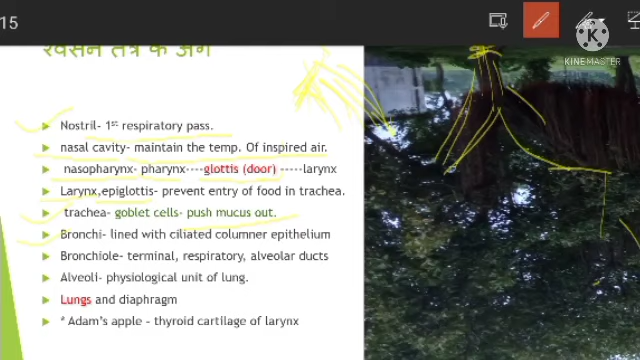 15
KINEMASTER
श्वसन तंत्र के अंग
Nostril- 1st respiratory pass.
nasal cavity- maintain the temp. Of inspired air.
nasopharynx- pharynx----glottis (door) -----larynx
Larynx,epiglottis- prevent entry of food in trachea.
trachea- goblet cells- push mucus out.
Bronchi- lined with ciliated columner epithelium
Bronchiole- terminal, respiratory, alveolar ducts
Alveoli- physiological unit of lung.
Lungs and diaphragm
* Adam's apple - thyroid cartilage of larynx